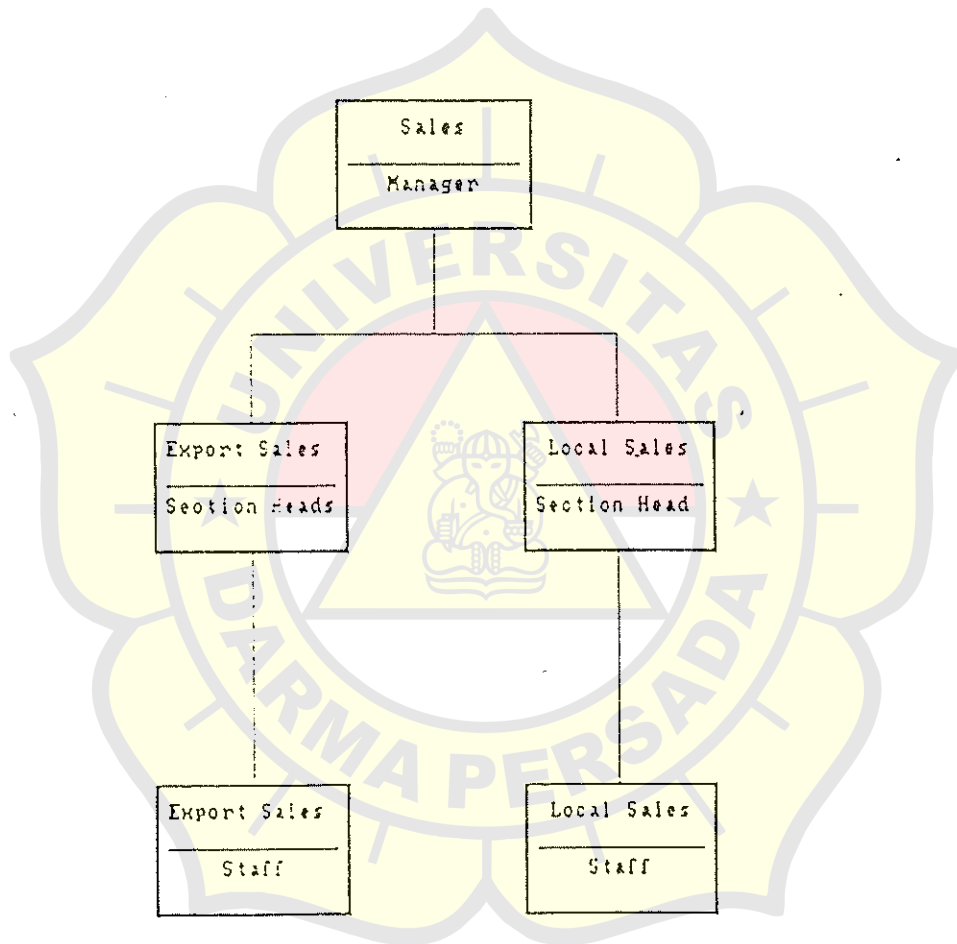 Sales
Manager
UNIVERSITAS
Export Sales
Section Heads
Local Sales
Section Head
DARMA PERSADA
Export Sales
Staff
Local Sales
Staff